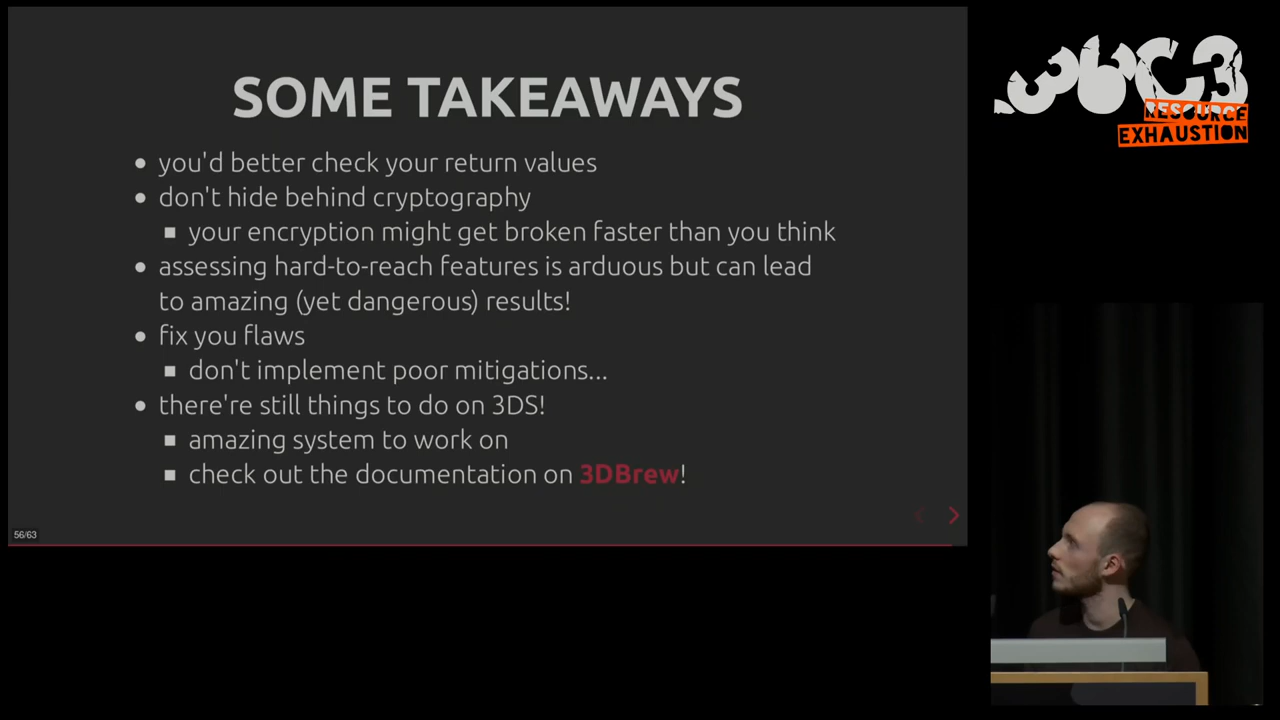 SOME TAKEAWAYS
you'd better check your return values
don't hide behind cryptography
your encryption might get broken faster than you think
assessing hard-to-reach features is arduous but can lead
to amazing (yet dangerous) results!
fix you flaws
don't implement poor mitigations...
there're still things to do on 3DS!
amazing system to work on
check out the documentation on 3DBrew!
56/63
36C3
RESOURCE
EXHAUSTION